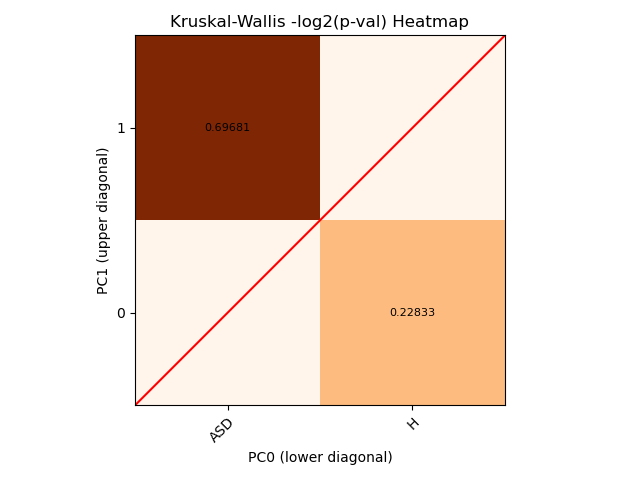 Kruskal-Wallis -log2(p-val) Heatmap
PC1 (upper diagonal)
1
0.69681
0
0.22833
ASD
H
PC0 (lower diagonal)